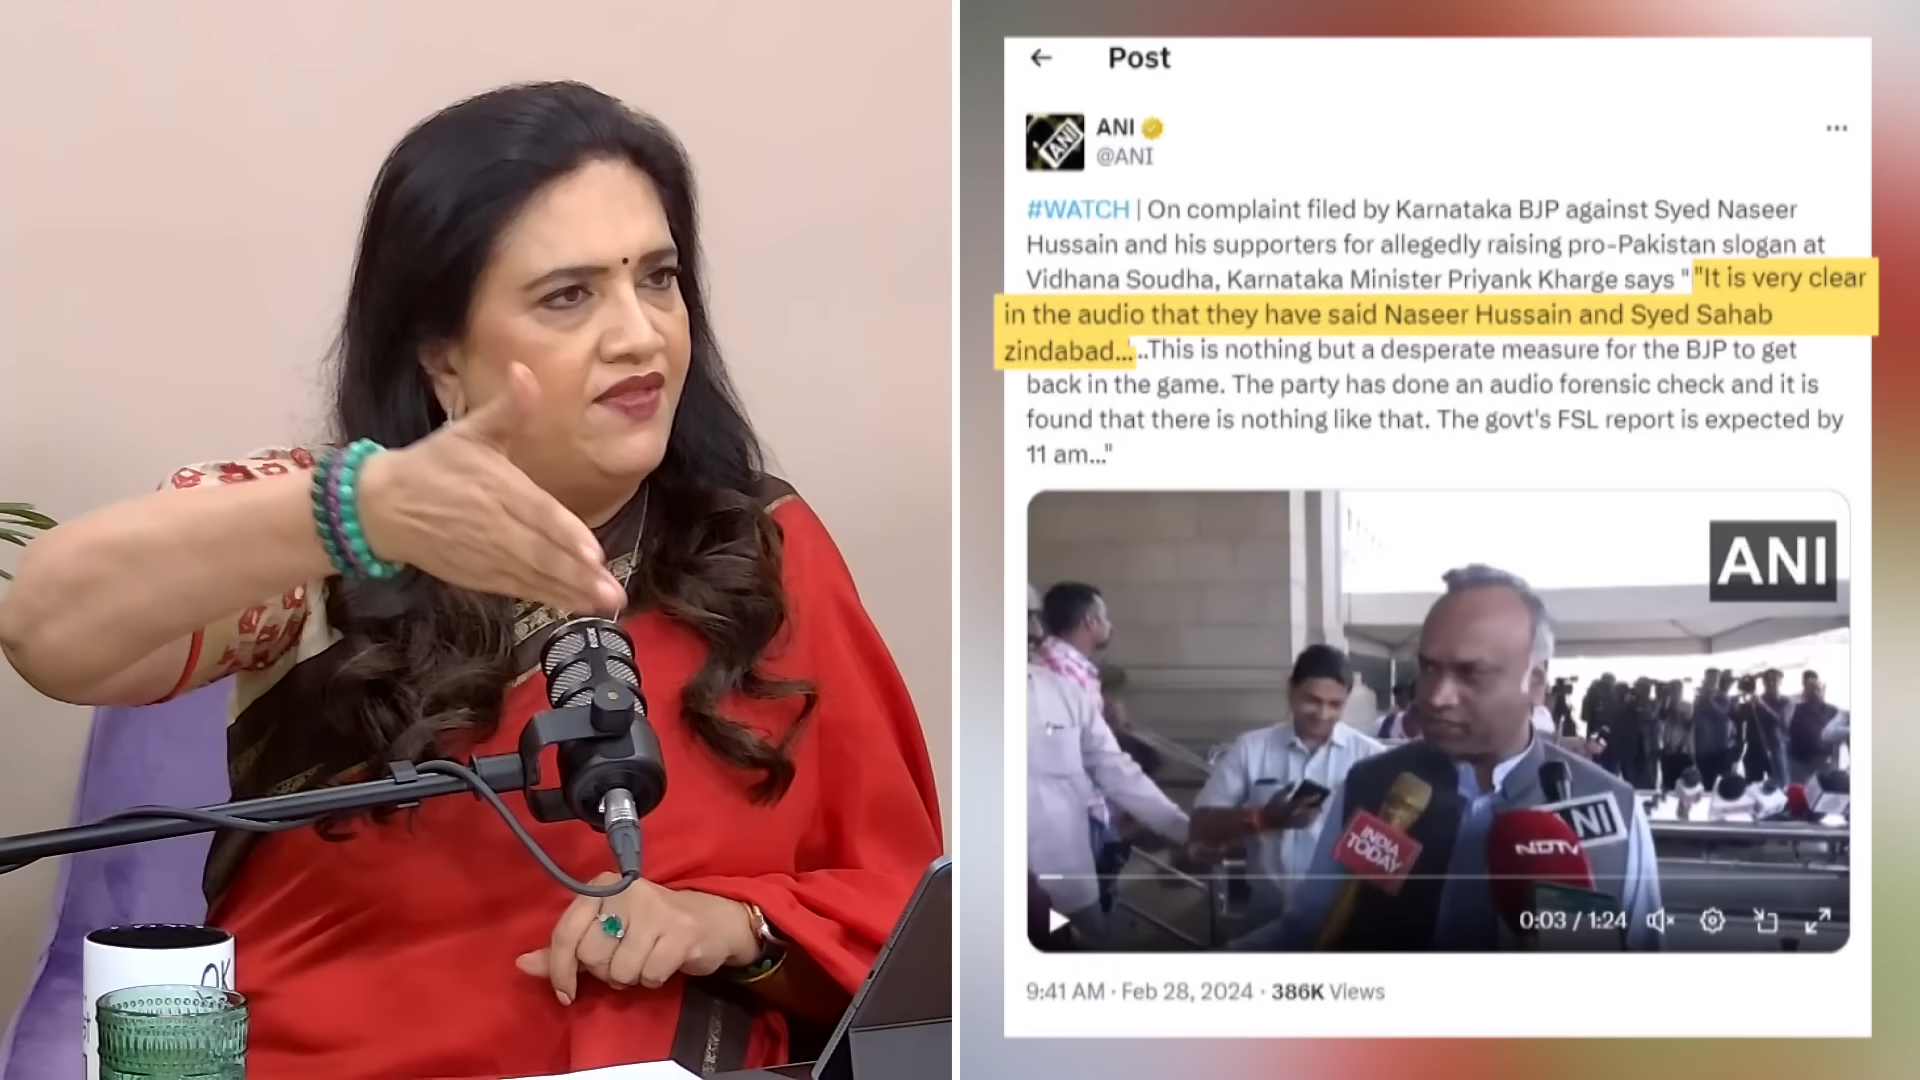 Post
ANI
ANI
@ANI
#WATCH | On complaint filed by Karnataka BJP against Syed Naseer
Hussain and his supporters for allegedly raising pro-Pakistan slogan at
Vidhana Soudha, Karnataka Minister Priyank Kharge says " "It is very clear
in the audio that they have said Naseer Hussain and Syed Sahab
zindabad... ..This is nothing but a desperate measure for the BJP to get
back in the game. The party has done an audio forensic check and it is
found that there is nothing like that. The govt's FSL report is expected by
11 am..."
ANI
INDIA
TODAY
NDTV
ANI
0:03 / 1:24
9:41 AM · Feb 28, 2024 · 386K Views
OK